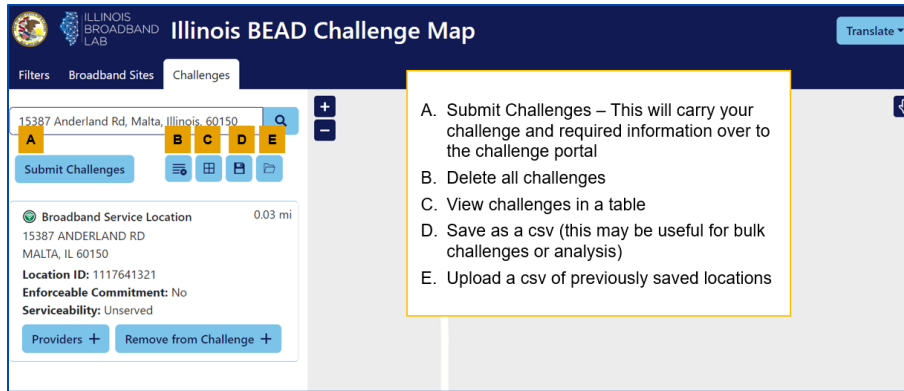 ILLINOIS
BROADBAND
LAB
Illinois BEAD Challenge Map
Translate
Filters
Broadband Sites
Challenges
15387 Anderland Rd, Malta, Illinois, 60150
+
−
A
B
C
D
E
Submit Challenges
Broadband Service Location
0.03 mi
15387 ANDERLAND RD
MALTA, IL 60150
Location ID: 1117641321
Enforceable Commitment: No
Serviceability: Unserved
Providers +
Remove from Challenge +
A. Submit Challenges – This will carry your
challenge and required information over to
the challenge portal
B. Delete all challenges
C. View challenges in a table
D. Save as a csv (this may be useful for bulk
challenges or analysis)
E. Upload a csv of previously saved locations